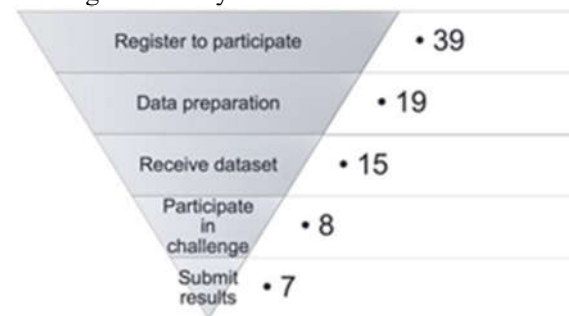 Register to participate
• 39
Data preparation
• 19
Receive dataset
• 15
Participate
in
challenge
• 8
Submit
results
• 7